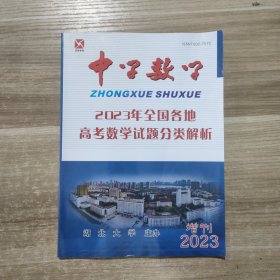 中学数学
ZHONGXUE SHUXUE
2023年全国各地
高考数学试题分类解析
湖北大学 主办
增刊
2023